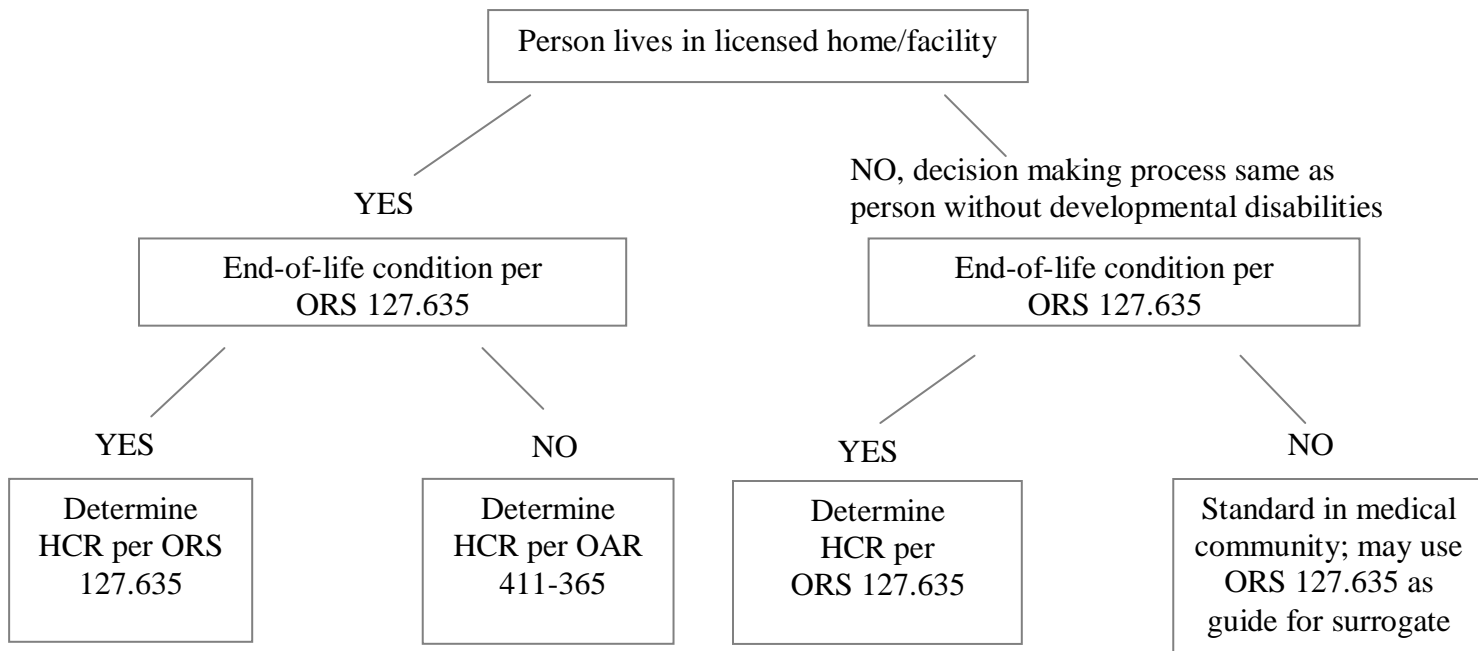 Person lives in licensed home/facility
YES
NO, decision making process same as
person without developmental disabilities
End-of-life condition per
ORS 127.635
End-of-life condition per
ORS 127.635
YES
NO
YES
NO
Determine
HCR per ORS
127.635
Determine
HCR per OAR
411-365
Determine
HCR per
ORS 127.635
Standard in medical
community; may use
ORS 127.635 as
guide for surrogate